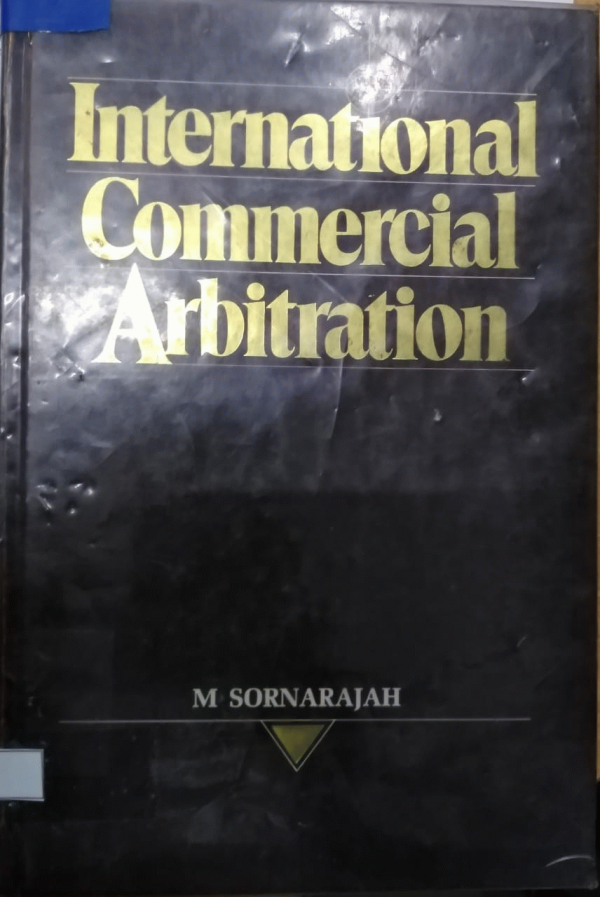 International
Commercial
Arbitration
M SORNARAJAH